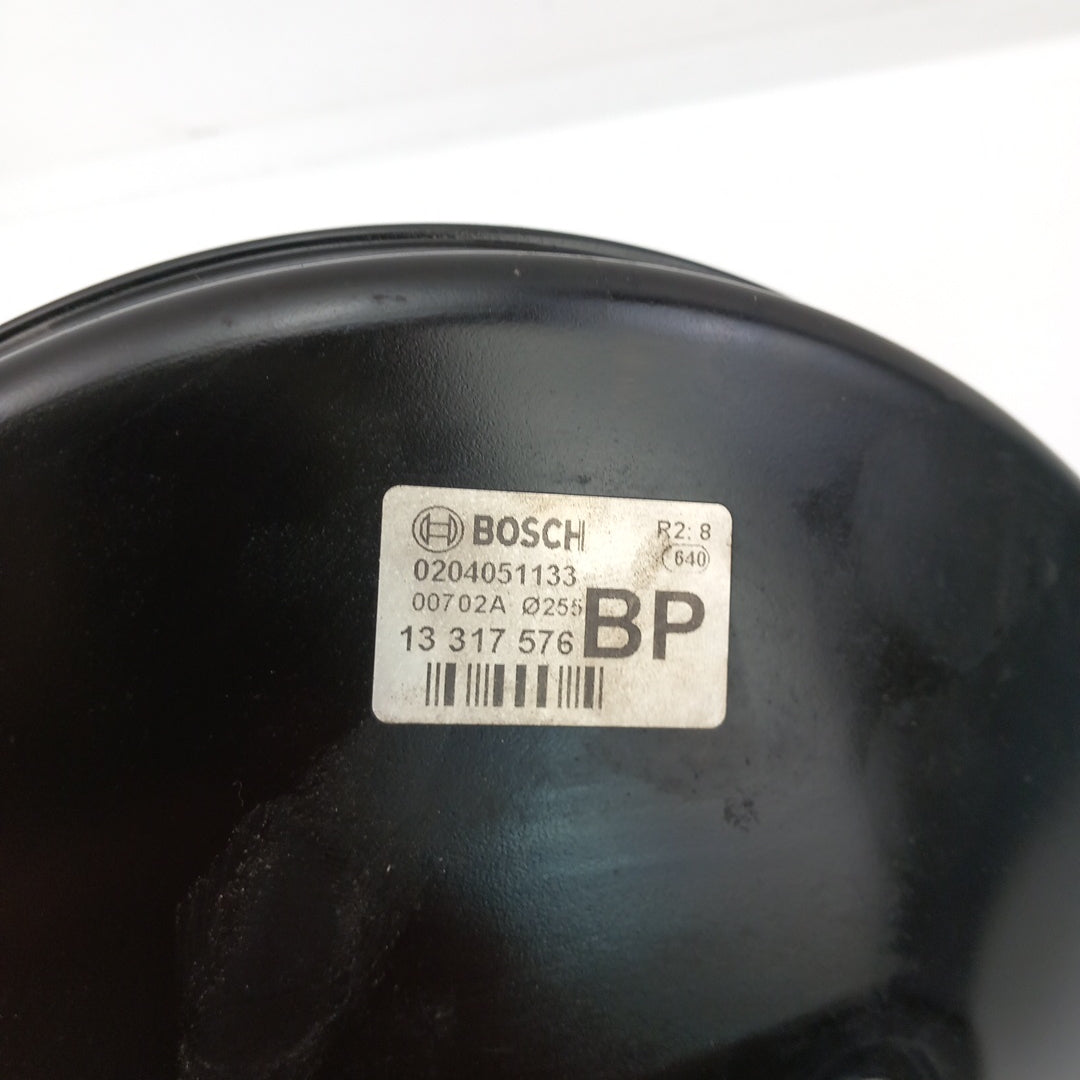 BOSCH R2: 8
0204051133 640
00702A Ø255
13 317 576 BP